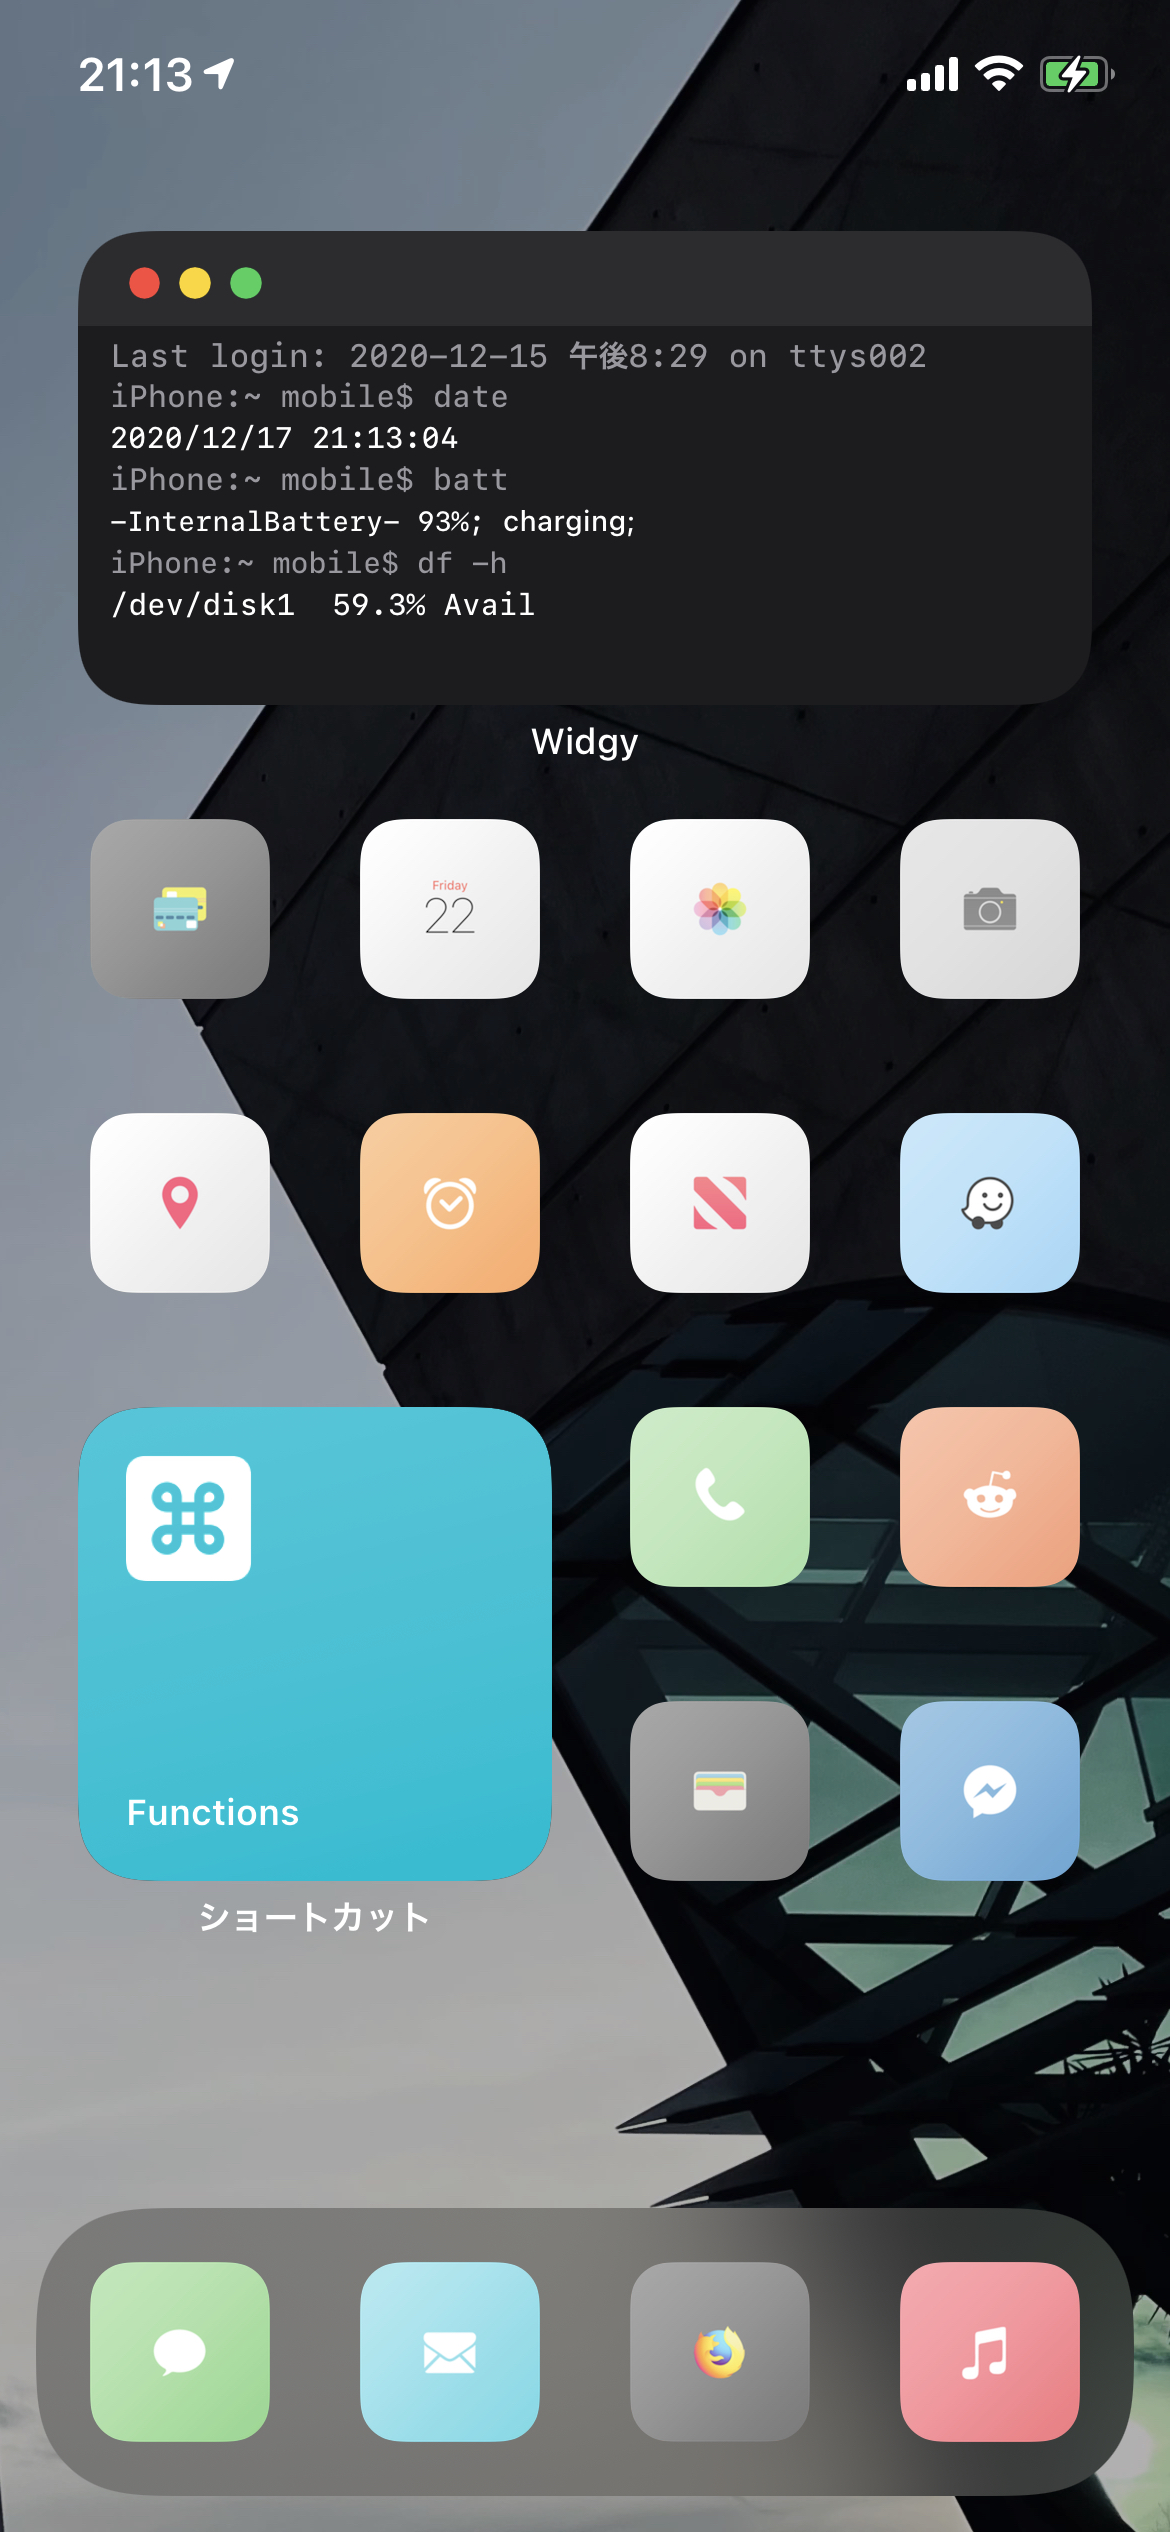 21:13
Last login: 2020-12-15 午後8:29 on ttys002
iPhone:~ mobile$ date
2020/12/17 21:13:04
iPhone:~ mobile$ batt
-InternalBattery- 93%; charging;
iPhone:~ mobile$ df -h
/dev/disk1  59.3% Avail
Widgy
Friday
22
Functions
ショートカット